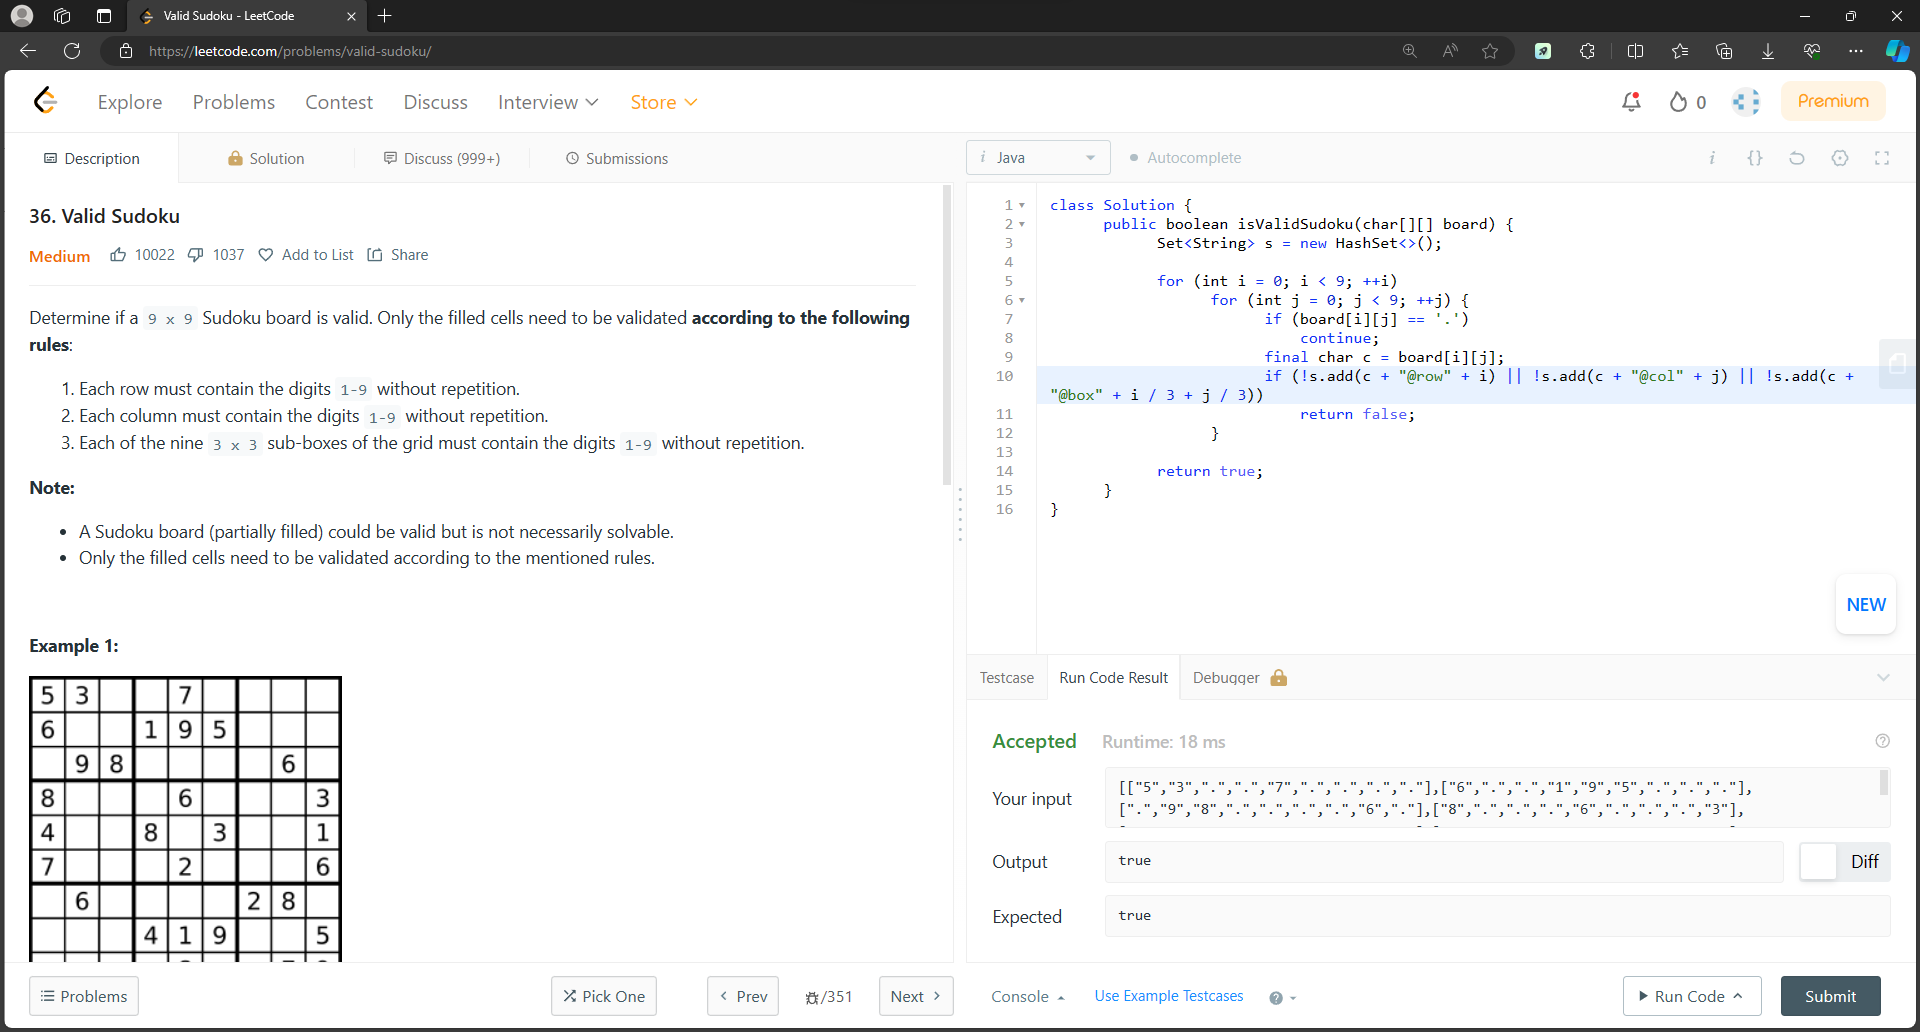 Valid Sudoku - LeetCode
https://leetcode.com/problems/valid-sudoku/
Explore Problems Contest Discuss Interview Store
0 Premium
Description Solution Discuss (999+) Submissions
36. Valid Sudoku
Medium 10022 1037 Add to List Share
Determine if a 9 x 9 Sudoku board is valid. Only the filled cells need to be validated according to the following
rules:
1. Each row must contain the digits 1-9 without repetition.
2. Each column must contain the digits 1-9 without repetition.
3. Each of the nine 3 x 3 sub-boxes of the grid must contain the digits 1-9 without repetition.
Note:
• A Sudoku board (partially filled) could be valid but is not necessarily solvable.
• Only the filled cells need to be validated according to the mentioned rules.
Example 1:
5 3 7
6 1 9 5
9 8 6
8 6 3
4 8 3 1
7 2 6
6 2 8
4 1 9 5
Problems Pick One Prev /351 Next
i Java Autocomplete i {}
1 class Solution {
2 public boolean isValidSudoku(char[][] board) {
3 Set<String> s = new HashSet<>();
4
5 for (int i = 0; i < 9; ++i)
6 for (int j = 0; j < 9; ++j) {
7 if (board[i][j] == '.')
8 continue;
9 final char c = board[i][j];
10 if (!s.add(c + "@row" + i) || !s.add(c + "@col" + j) || !s.add(c +
"@box" + i / 3 + j / 3))
11 return false;
12 }
13
14 return true;
15 }
16 }
NEW
Testcase Run Code Result Debugger
Accepted Runtime: 18 ms
Your input
[["5","3",".",".","7",".",".",".","."],["6",".",".","1","9","5",".",".","."],
[".","9","8",".",".",".",".","6","."],["8",".",".",".","6",".",".",".","3"],
Output true Diff
Expected true
Console Use Example Testcases ? Run Code Submit